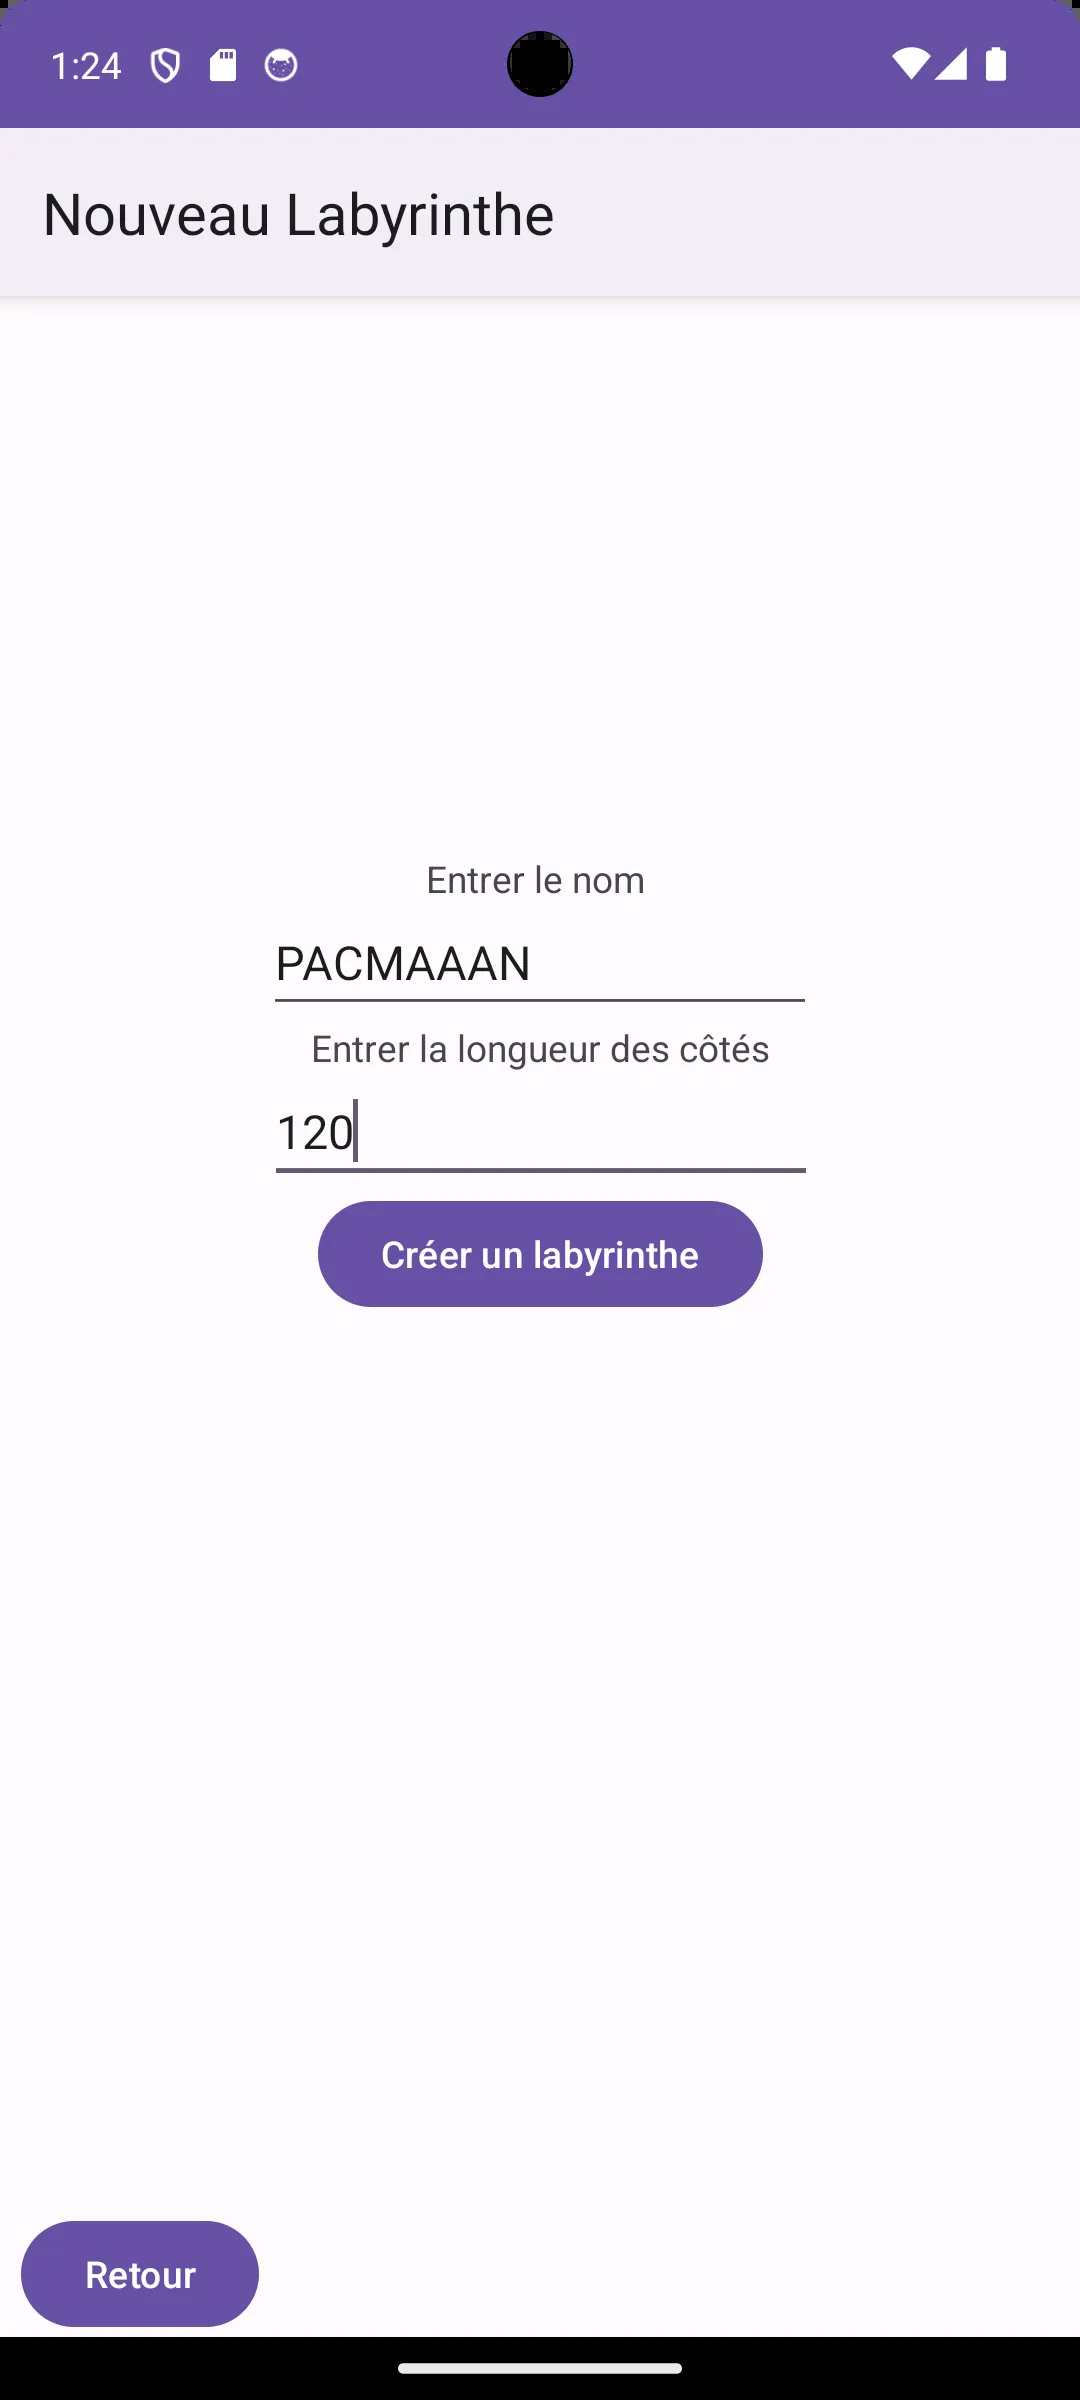 1:24
Nouveau Labyrinthe
Entrer le nom
PACMAAAN
Entrer la longueur des côtés
120
Créer un labyrinthe
Retour